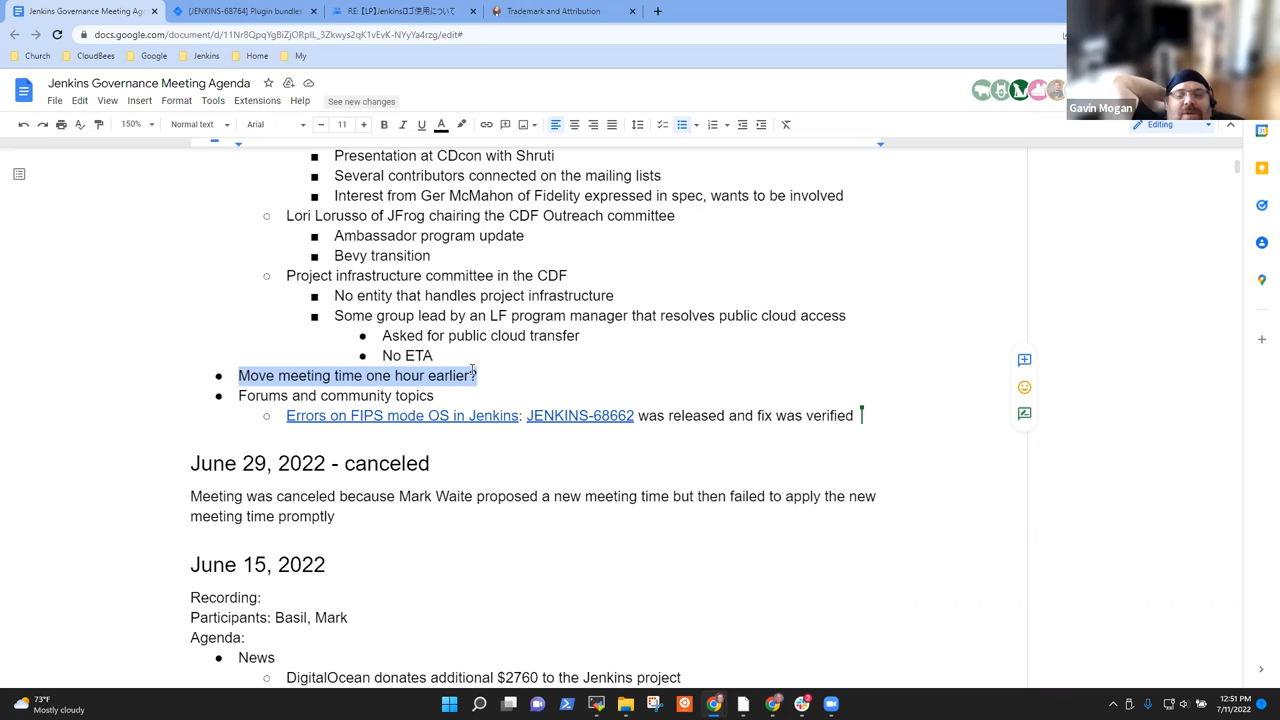 Jenkins Governance Meeting Age
[JENKINS-68764] Plugin bundles
RE: 【LP】Jenkinsロゴ使用について
Trademark and Attribution
docs.google.com/document/d/11Nr8QpqYgBiZjORpIL_3Zkwys2qK1vEvK-NYyYa4rzg/edit#
Church
CloudBees
Google
Jenkins
Home
My
Jenkins Governance Meeting Agenda
File Edit View Insert Format Tools Extensions Help
See new changes
Gavin Mogan
150% Normal text Arial 11
Editing
Presentation at CDcon with Shruti
Several contributors connected on the mailing lists
Interest from Ger McMahon of Fidelity expressed in spec, wants to be involved
Lori Lorusso of JFrog chairing the CDF Outreach committee
Ambassador program update
Bevy transition
Project infrastructure committee in the CDF
No entity that handles project infrastructure
Some group lead by an LF program manager that resolves public cloud access
Asked for public cloud transfer
No ETA
Move meeting time one hour earlier?
Forums and community topics
Errors on FIPS mode OS in Jenkins: JENKINS-68662 was released and fix was verified
June 29, 2022 - canceled
Meeting was canceled because Mark Waite proposed a new meeting time but then failed to apply the new
meeting time promptly
June 15, 2022
Recording:
Participants: Basil, Mark
Agenda:
News
DigitalOcean donates additional $2760 to the Jenkins project
73°F
Mostly cloudy
12:51 PM
7/11/2022